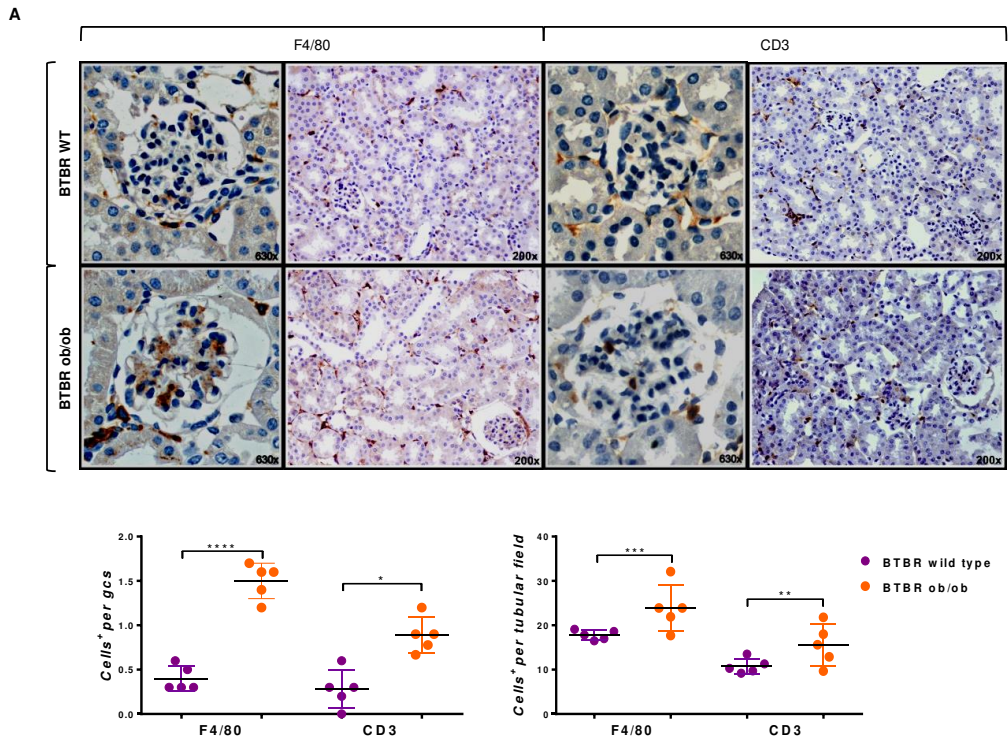 A
F4/80
CD3
BTBR WT
630x
200x
630x
200x
BTBR ob/ob
630x
200x
630x
200x
Cells⁺ per gcs
2.0
1.5
1.0
0.5
0.0
****
*
F4/80
CD3
Cells⁺ per tubular field
40
30
20
10
0
***
**
F4/80
CD3
BTBR wild type
BTBR ob/ob